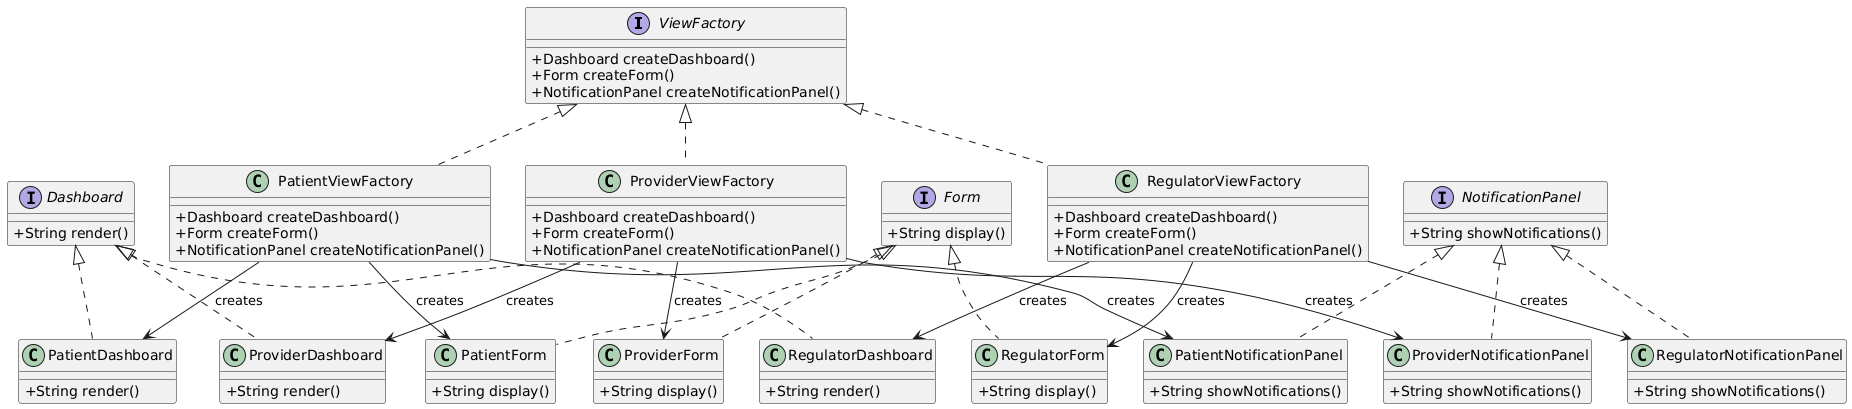 I ViewFactory
+Dashboard createDashboard()
+Form createForm()
+NotificationPanel createNotificationPanel()
I Dashboard
+String render()
C PatientViewFactory
+Dashboard createDashboard()
+Form createForm()
+NotificationPanel createNotificationPanel()
C ProviderViewFactory
+Dashboard createDashboard()
+Form createForm()
+NotificationPanel createNotificationPanel()
I Form
+String display()
C RegulatorViewFactory
+Dashboard createDashboard()
+Form createForm()
+NotificationPanel createNotificationPanel()
I NotificationPanel
+String showNotifications()
creates
creates
creates
creates
creates
creates
creates
creates
creates
C PatientDashboard
+String render()
C ProviderDashboard
+String render()
C PatientForm
+String display()
C ProviderForm
+String display()
C RegulatorDashboard
+String render()
C RegulatorForm
+String display()
C PatientNotificationPanel
+String showNotifications()
C ProviderNotificationPanel
+String showNotifications()
C RegulatorNotificationPanel
+String showNotifications()